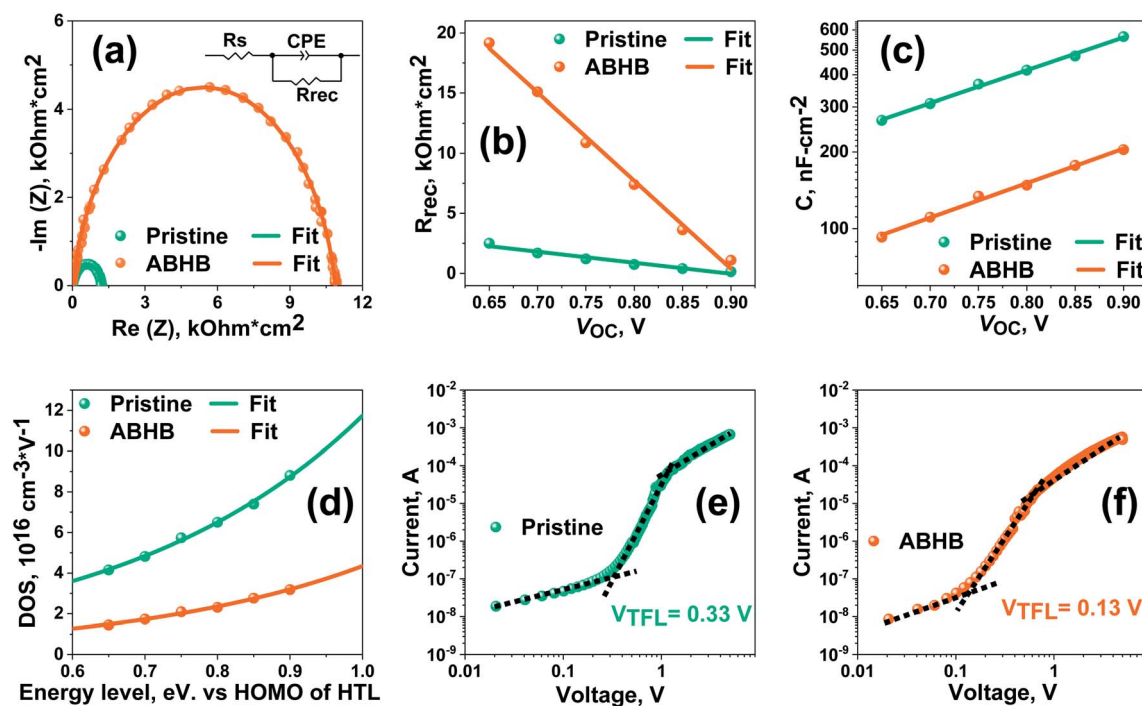 (a)
Rs
CPE
Rrec
-Im (Z), kOhm*cm2
6
4
2
0
Pristine Fit
ABHB Fit
0 3 6 9 12
Re (Z), kOhm*cm2
(b)
Rrec, kOhm*cm2
20
15
10
5
0
Pristine Fit
ABHB Fit
0.65 0.70 0.75 0.80 0.85 0.90
VOC, V
(c)
C, nF-cm-2
600
500
400
300
200
100
Pristine Fit
ABHB Fit
0.65 0.70 0.75 0.80 0.85 0.90
VOC, V
(d)
DOS, 1016 cm-3*V-1
12
10
8
6
4
2
0
Pristine Fit
ABHB Fit
0.6 0.7 0.8 0.9 1.0
Energy level, eV. vs HOMO of HTL
(e)
Current, A
10-2
10-3
10-4
10-5
10-6
10-7
10-8
10-9
Pristine
VTFL= 0.33 V
0.01 0.1 1
Voltage, V
(f)
Current, A
10-2
10-3
10-4
10-5
10-6
10-7
10-8
10-9
ABHB
VTFL= 0.13 V
0.01 0.1 1
Voltage, V